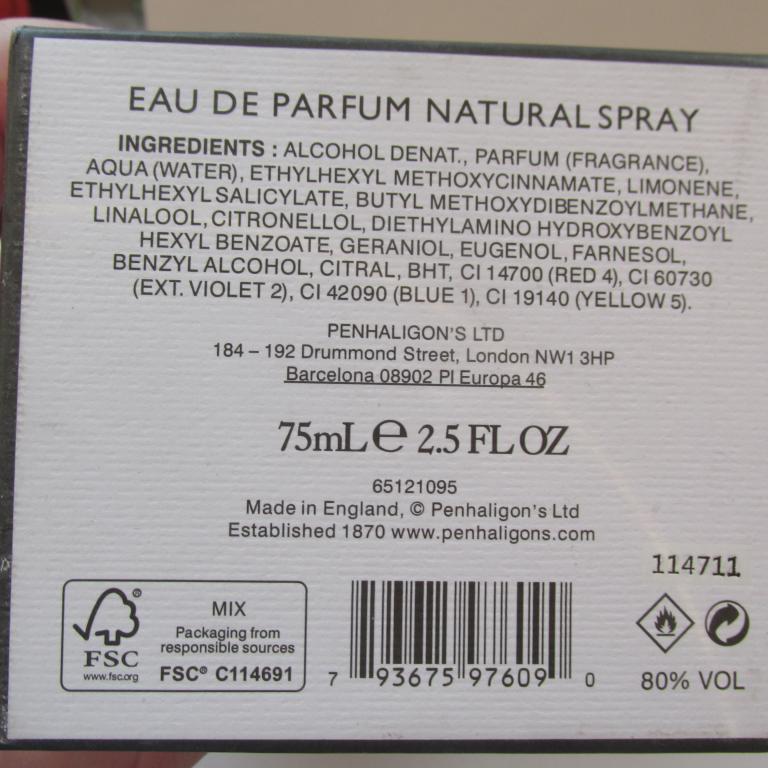 EAU DE PARFUM NATURAL SPRAY
INGREDIENTS : ALCOHOL DENAT., PARFUM (FRAGRANCE),
AQUA (WATER), ETHYLHEXYL METHOXYCINNAMATE, LIMONENE,
ETHYLHEXYL SALICYLATE, BUTYL METHOXYDIBENZOYLMETHANE,
LINALOOL, CITRONELLOL, DIETHYLAMINO HYDROXYBENZOYL
HEXYL BENZOATE, GERANIOL, EUGENOL, FARNESOL,
BENZYL ALCOHOL, CITRAL, BHT, CI 14700 (RED 4), CI 60730
(EXT. VIOLET 2), CI 42090 (BLUE 1), CI 19140 (YELLOW 5).
PENHALIGON'S LTD
184 – 192 Drummond Street, London NW1 3HP
Barcelona 08902 Pl Europa 46
75mL ℮ 2.5 FL OZ
65121095
Made in England, © Penhaligon's Ltd
Established 1870 www.penhaligons.com
114711
FSC®
www.fsc.org
MIX
Packaging from
responsible sources
FSC® C114691
7 93675 97609 0
80% VOL